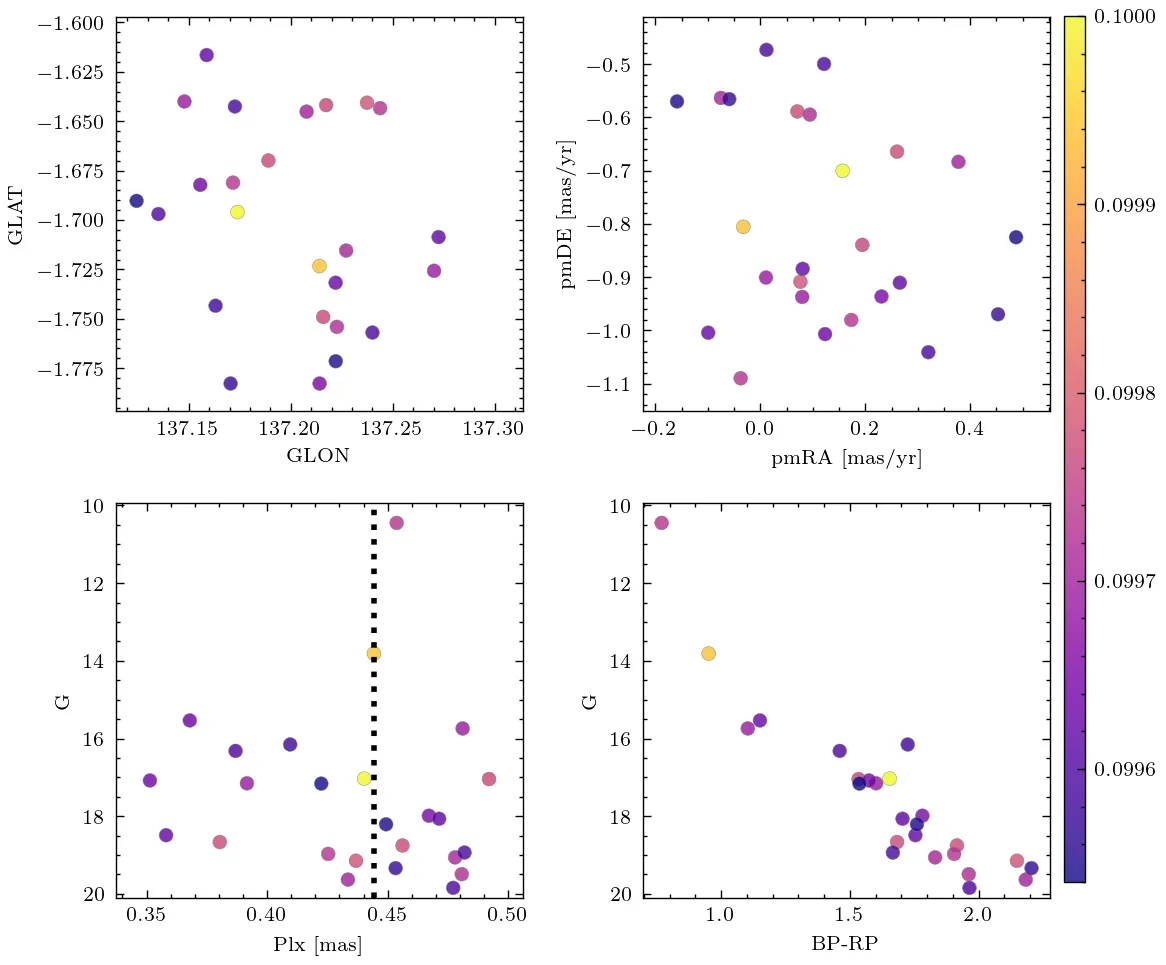 −1.600
−1.625
−1.650
−1.675
−1.700
−1.725
−1.750
−1.775
GLAT
137.15 137.20 137.25 137.30
GLON
−0.5
−0.6
−0.7
−0.8
−0.9
−1.0
−1.1
pmDE [mas/yr]
−0.2 0.0 0.2 0.4
pmRA [mas/yr]
0.1000
0.0999
0.0998
0.0997
0.0996
10
12
14
16
18
20
G
0.35 0.40 0.45 0.50
Plx [mas]
10
12
14
16
18
20
G
1.0 1.5 2.0
BP-RP